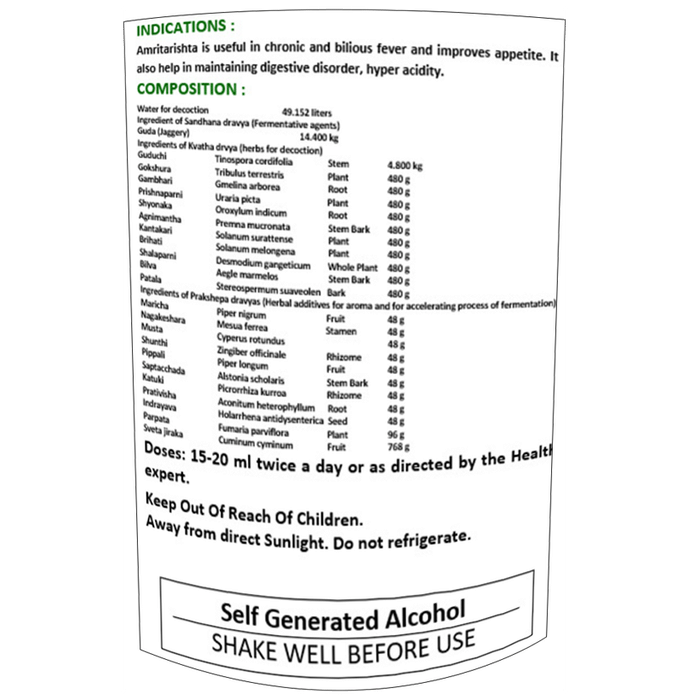 INDICATIONS :
Amritarishta is useful in chronic and bilious fever and improves appetite. It
also help in maintaining digestive disorder, hyper acidity.
COMPOSITION :
Water for decoction 49.152 liters
Ingredient of Sandhana dravya (Fermentative agents)
Guda (Jaggery) 14.400 kg
Ingredients of Kvatha drvya (herbs for decoction)
Guduchi Tinospora cordifolia Stem 4.800 kg
Gokshura Tribulus terrestris Plant 480 g
Gambhari Gmelina arborea Root 480 g
Prishnaparni Uraria picta Plant 480 g
Shyonaka Oroxylum indicum Root 480 g
Agnimantha Premna mucronata Stem Bark 480 g
Kantakari Solanum surattense Plant 480 g
Brihati Solanum melongena Plant 480 g
Shalaparni Desmodium gangeticum Whole Plant 480 g
Bilva Aegle marmelos Stem Bark 480 g
Patala Stereospermum suaveolen Bark 480 g
Ingredients of Prakshepa dravyas (Herbal additives for aroma and for accelerating process of fermentation)
Maricha Piper nigrum Fruit 48 g
Nagakeshara Mesua ferrea Stamen 48 g
Musta Cyperus rotundus 48 g
Shunthi Zingiber officinale Rhizome 48 g
Pippali Piper longum Fruit 48 g
Saptacchada Alstonia scholaris Stem Bark 48 g
Katuki Picrorrhiza kurroa Rhizome 48 g
Prativisha Aconitum heterophyllum Root 48 g
Indrayava Holarrhena antidysenterica Seed 48 g
Parpata Fumaria parviflora Plant 96 g
Sveta jiraka Cuminum cyminum Fruit 768 g
Doses: 15-20 ml twice a day or as directed by the Health
expert.
Keep Out Of Reach Of Children.
Away from direct Sunlight. Do not refrigerate.
Self Generated Alcohol
SHAKE WELL BEFORE USE